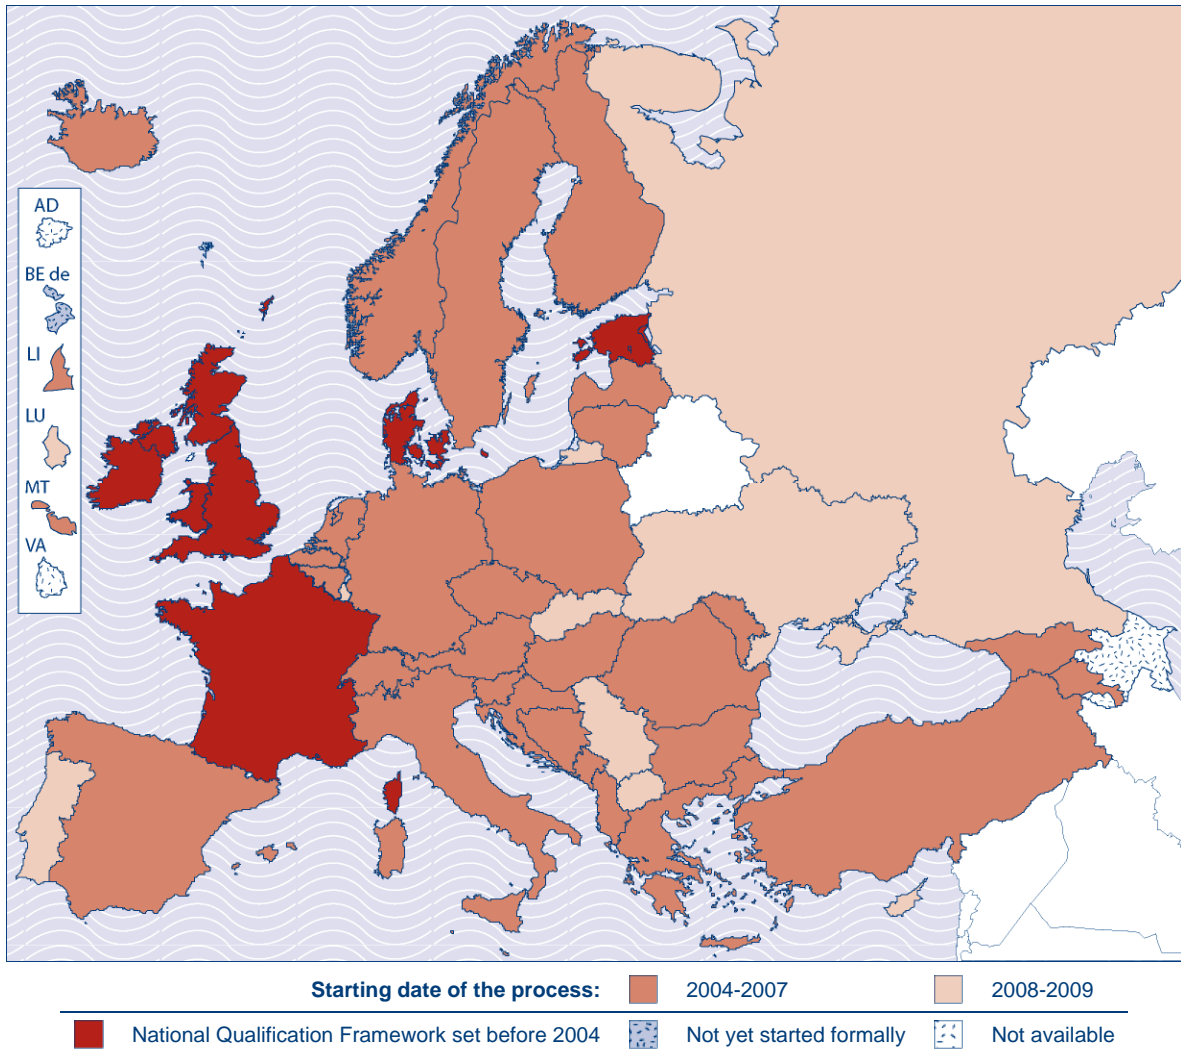 AD
BE de
LI
LU
MT
VA
Starting date of the process: 2004-2007 2008-2009
National Qualification Framework set before 2004 Not yet started formally Not available